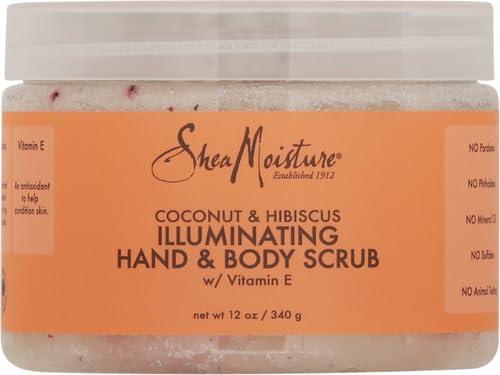 Vitamin E
An antioxidant
to help
condition skin.
SheaMoisture®
Established 1912
COCONUT & HIBISCUS
ILLUMINATING
HAND & BODY SCRUB
w/ Vitamin E
net wt 12 oz / 340 g
NO Parabens
NO Phthalates
NO Mineral Oil
NO Sulfates
NO Animal Testing